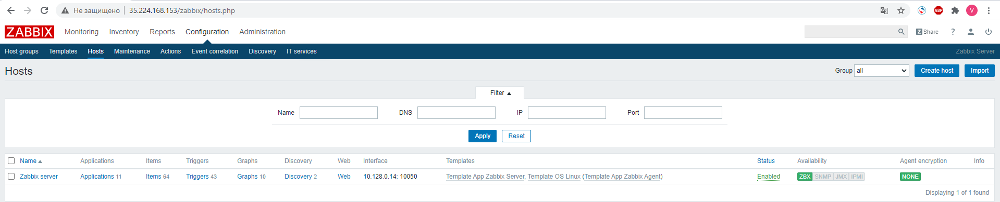 Не защищено 35.224.168.153/zabbix/hosts.php ABP V
ZABBIX Monitoring Inventory Reports Configuration Administration Z Share ?
Host groups Templates Hosts Maintenance Actions Event correlation Discovery IT services Zabbix Server
Hosts Group all Create host Import
Filter
Name DNS IP Port
Apply Reset
Name Applications Items Triggers Graphs Discovery Web Interface Templates Status Availability Agent encryption Info
Zabbix server Applications 11 Items 64 Triggers 43 Graphs 10 Discovery 2 Web 10.128.0.14: 10050 Template App Zabbix Server, Template OS Linux (Template App Zabbix Agent) Enabled ZBX SNMP JMX IPMI NONE
Displaying 1 of 1 found